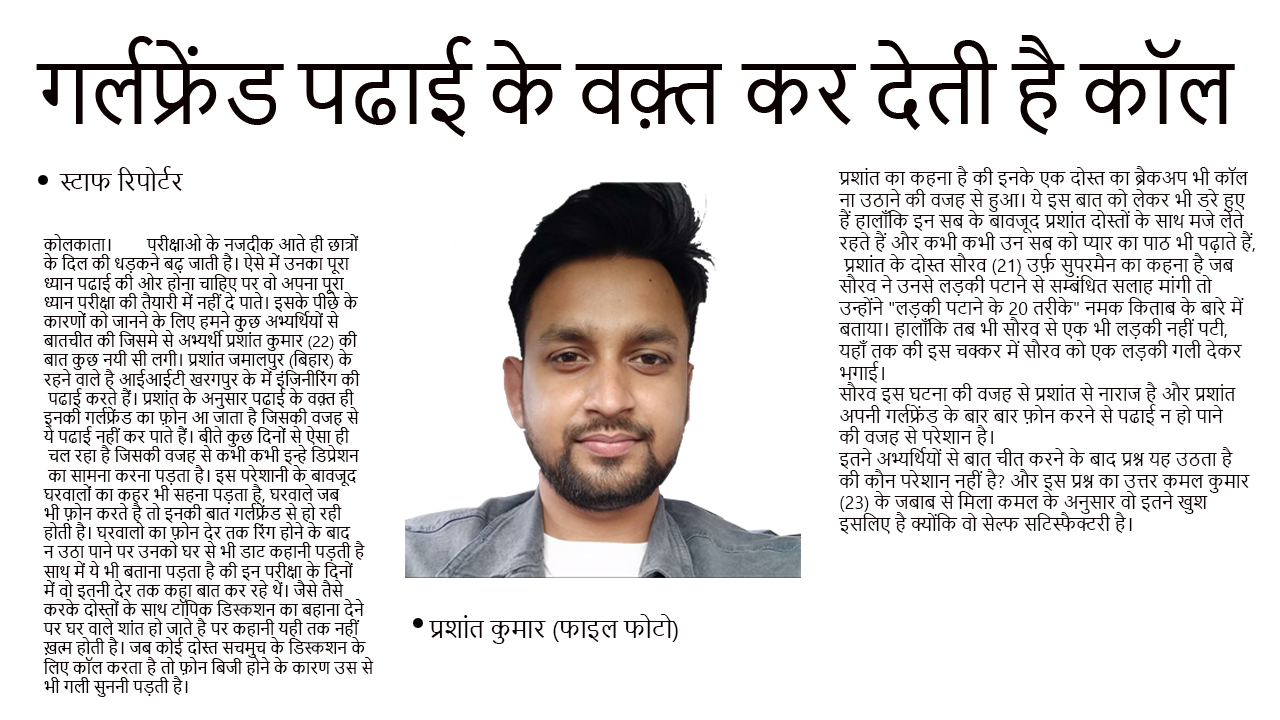 गर्लफ्रेंड पढाई के वक़्त कर देती है कॉल
• स्टाफ रिपोर्टर
कोलकाता। परीक्षाओ के नजदीक आते ही छात्रों
के दिल की धड़कने बढ़ जाती है। ऐसे में उनका पूरा
ध्यान पढाई की ओर होना चाहिए पर वो अपना पूरा
ध्यान परीक्षा की तैयारी में नहीं दे पाते। इसके पीछे के
कारणों को जानने के लिए हमने कुछ अभ्यर्थियों से
बातचीत की जिसमे से अभ्यर्थी प्रशांत कुमार (22) की
बात कुछ नयी सी लगी। प्रशांत जमालपुर (बिहार) के
रहने वाले है आईआईटी खरगपुर के में इंजिनीरिंग की
पढाई करते हैं। प्रशांत के अनुसार पढाई के वक़्त ही
इनकी गर्लफ्रेंड का फ़ोन आ जाता है जिसकी वजह से
ये पढाई नहीं कर पाते हैं। बीते कुछ दिनों से ऐसा ही
चल रहा है जिसकी वजह से कभी कभी इन्हे डिप्रेशन
का सामना करना पड़ता है। इस परेशानी के बावजूद
घरवालों का कहर भी सहना पड़ता है, घरवाले जब
भी फ़ोन करते है तो इनकी बात गर्लफ्रेंड से हो रही
होती है। घरवालों का फ़ोन देर तक रिंग होने के बाद
न उठा पाने पर उनको घर से भी डाट कहानी पड़ती है
साथ में ये भी बताना पड़ता है की इन परीक्षा के दिनों
में वो इतनी देर तक कहा बात कर रहे थे। जैसे तैसे
करके दोस्तों के साथ टॉपिक डिस्कशन का बहाना देने
पर घर वाले शांत हो जाते है पर कहानी यही तक नहीं
ख़त्म होती है। जब कोई दोस्त सचमुच के डिस्कशन के
लिए कॉल करता है तो फ़ोन बिजी होने के कारण उस से
भी गली सुननी पड़ती है।
• प्रशांत कुमार (फाइल फोटो)
प्रशांत का कहना है की इनके एक दोस्त का ब्रैकअप भी कॉल
ना उठाने की वजह से हुआ। ये इस बात को लेकर भी डरे हुए
हैं हालाँकि इन सब के बावजूद प्रशांत दोस्तों के साथ मजे लेते
रहते हैं और कभी कभी उन सब को प्यार का पाठ भी पढ़ाते हैं,
प्रशांत के दोस्त सौरव (21) उर्फ़ सुपरमैन का कहना है जब
सौरव ने उनसे लड़की पटाने से सम्बंधित सलाह मांगी तो
उन्होंने "लड़की पटाने के 20 तरीके" नमक किताब के बारे में
बताया। हालाँकि तब भी सौरव से एक भी लड़की नहीं पटी,
यहाँ तक की इस चक्कर में सौरव को एक लड़की गली देकर
भगाई।
सौरव इस घटना की वजह से प्रशांत से नाराज है और प्रशांत
अपनी गर्लफ्रेंड के बार बार फ़ोन करने से पढाई न हो पाने
की वजह से परेशान है।
इतने अभ्यर्थियों से बात चीत करने के बाद प्रश्न यह उठता है
की कौन परेशान नहीं है? और इस प्रश्न का उत्तर कमल कुमार
(23) के जबाब से मिला कमल के अनुसार वो इतने खुश
इसलिए है क्योंकि वो सेल्फ सटिस्फैक्टरी है।